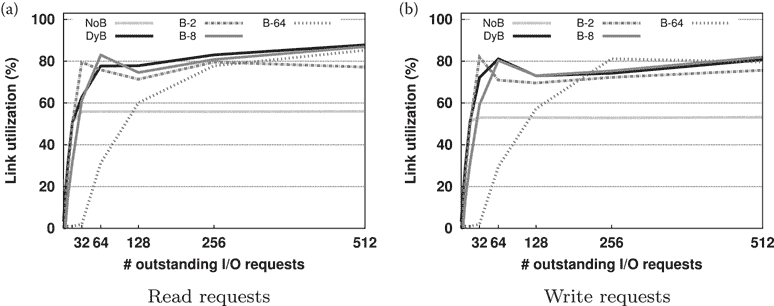 (a)
NoB B-2 B-64
DyB B-8
Link utilization (%)
100
80
60
40
20
0
32 64 128 256 512
# outstanding I/O requests
Read requests
(b)
NoB B-2 B-64
DyB B-8
Link utilization (%)
100
80
60
40
20
0
32 64 128 256 512
# outstanding I/O requests
Write requests